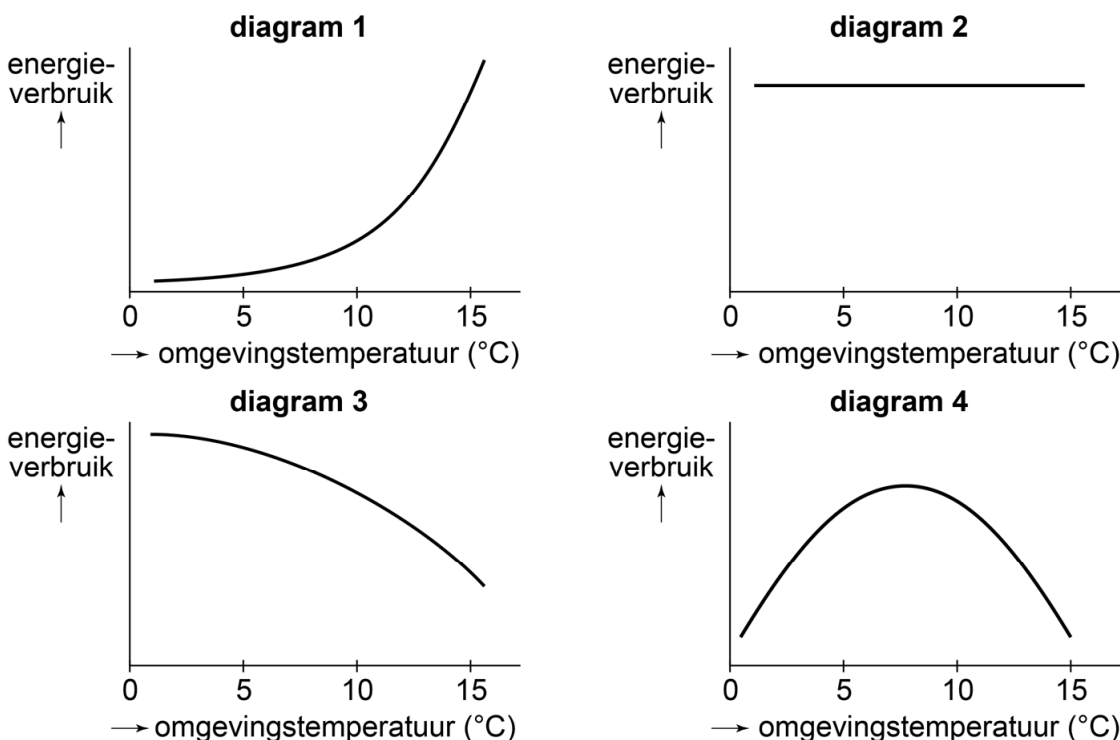 diagram 1
energie-
verbruik
0 5 10 15
omgevingstemperatuur (°C)
diagram 2
energie-
verbruik
0 5 10 15
omgevingstemperatuur (°C)
diagram 3
energie-
verbruik
0 5 10 15
omgevingstemperatuur (°C)
diagram 4
energie-
verbruik
0 5 10 15
omgevingstemperatuur (°C)